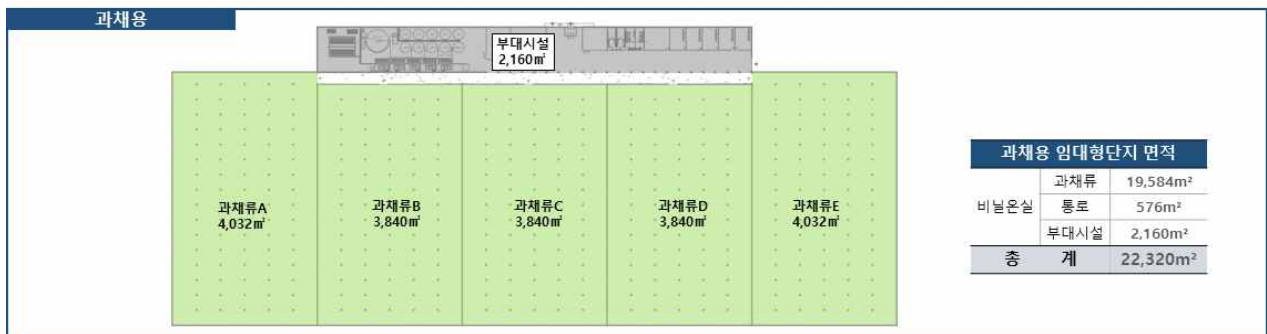 과채용
부대시설
2,160㎡
과채류A
4,032㎡
과채류B
3,840㎡
과채류C
3,840㎡
과채류D
3,840㎡
과채류E
4,032㎡
과채용 임대형단지 면적
비닐온실 과채류 19,584m²
통로 576m²
부대시설 2,160m²
총 계 22,320m²